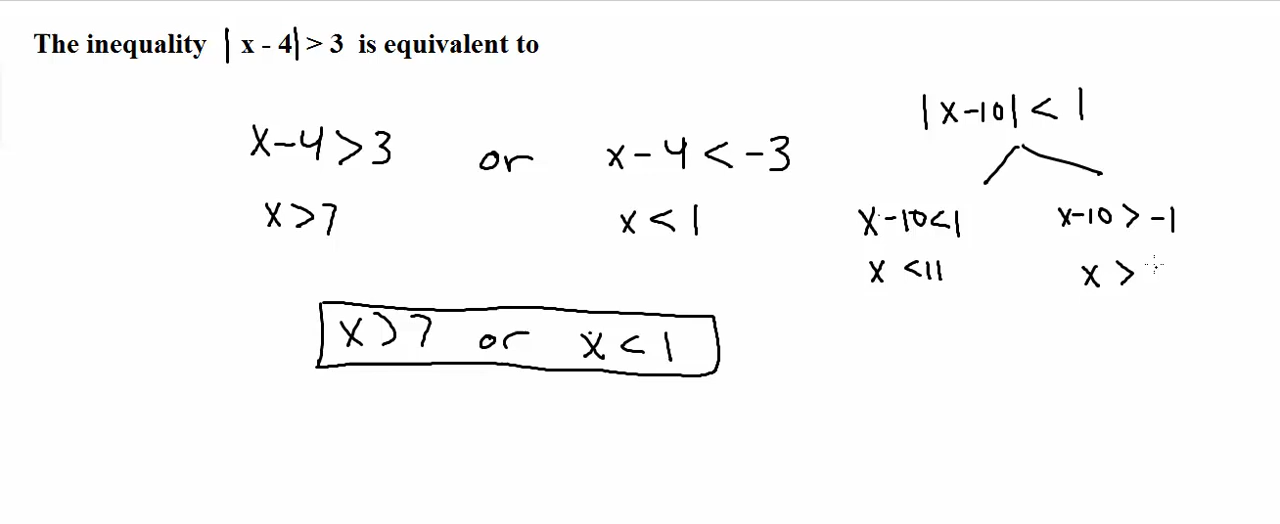 The inequality | x - 4| > 3 is equivalent to
|x-10| < 1
x-4>3 or x-4<-3
x-10<1 x-10>-1
x>7 x<1
x<11 x>
x>7 or x<1